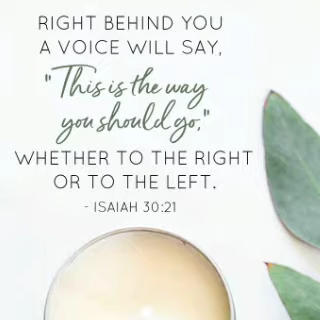 RIGHT BEHIND YOU
A VOICE WILL SAY,
"This is the way
you should go,"
WHETHER TO THE RIGHT
OR TO THE LEFT.
- ISAIAH 30:21